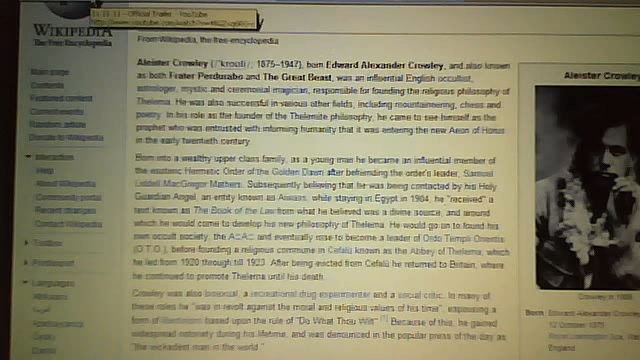 11.11.11 - Official Trailer - YouTube
WIKIPEDIA
The Free Encyclopedia
Main page
Contents
Featured content
Current events
Random article
Donate to Wikipedia
Interaction
Help
About Wikipedia
Community portal
Recent changes
Contact Wikipedia
Toolbox
Languages
From Wikipedia, the free encyclopedia
Aleister Crowley (1875–1947), born Edward Alexander Crowley, and also known
as both Frater Perdurabo and The Great Beast, was an influential English occultist,
astrologer, mystic and ceremonial magician, responsible for founding the religious philosophy of
Thelema. He was also successful in various other fields, including mountaineering, chess and
poetry. In his role as the founder of the Thelemite philosophy, he came to see himself as the
prophet who was entrusted with informing humanity that it was entering the new Aeon of Horus
in the early twentieth century.
Born into a wealthy upper class family, as a young man he became an influential member of
the esoteric Hermetic Order of the Golden Dawn after befriending the order's leader, Samuel
Liddell MacGregor Mathers. Subsequently believing that he was being contacted by his Holy
Guardian Angel, an entity known as Aiwass, while staying in Egypt in 1904, he "received" a
text known as The Book of the Law from what he believed was a divine source, and around
which he would come to develop his new philosophy of Thelema. He would go on to found his
own occult society, the A∴A∴ and eventually rose to become a leader of Ordo Templi Orientis
(O.T.O.), before founding a religious commune in Cefalù known as the Abbey of Thelema, which
he led from 1920 through till 1923. After being evicted from Cefalù he returned to Britain, where
he continued to promote Thelema until his death.
Crowley was also bisexual, a recreational drug experimenter and a social critic. In many of
these roles he "was in revolt against the moral and religious values of his time", espousing a
form of libertinism based upon the rule of "Do What Thou Wilt".[1] Because of this, he gained
widespread notoriety during his lifetime, and was denounced in the popular press of the day as
"the wickedest man in the world."
Aleister Crowle
Crowley in
Born Edward Alexander Crowle
12 October 1875